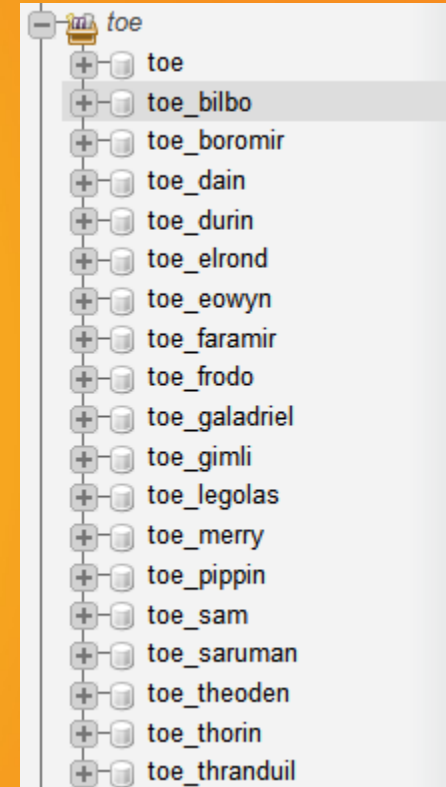 toe
toe
toe_bilbo
toe_boromir
toe_dain
toe_durin
toe_elrond
toe_eowyn
toe_faramir
toe_frodo
toe_galadriel
toe_gimli
toe_legolas
toe_merry
toe_pippin
toe_sam
toe_saruman
toe_theoden
toe_thorin
toe_thranduil